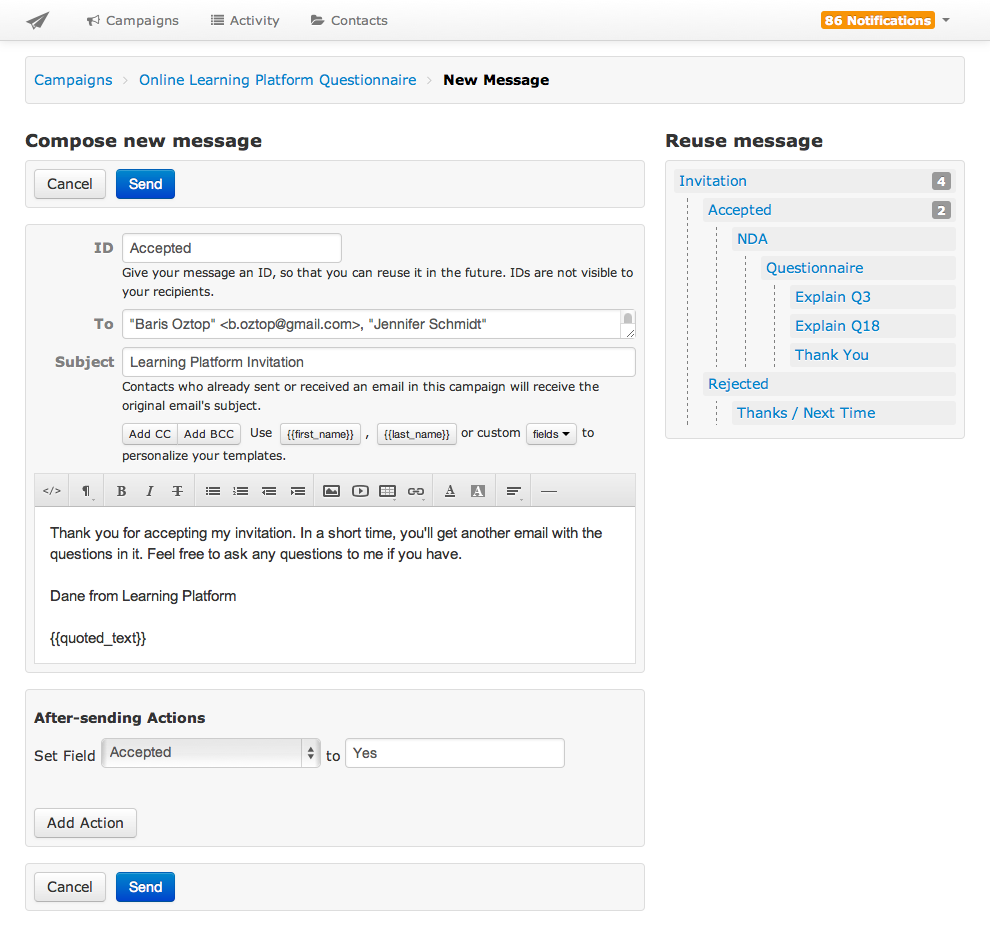 Campaigns Activity Contacts 86 Notifications
Campaigns Online Learning Platform Questionnaire New Message
Compose new message
Cancel Send
ID Accepted
Give your message an ID, so that you can reuse it in the future. IDs are not visible to
your recipients.
To "Baris Oztop" <b.oztop@gmail.com>, "Jennifer Schmidt"
Subject Learning Platform Invitation
Contacts who already sent or received an email in this campaign will receive the
original email's subject.
Add CC Add BCC Use {{first_name}} , {{last_name}} or custom fields to
personalize your templates.
</> ¶ B I T A A
Thank you for accepting my invitation. In a short time, you'll get another email with the
questions in it. Feel free to ask any questions to me if you have.
Dane from Learning Platform
{{quoted_text}}
After-sending Actions
Set Field Accepted to Yes
Add Action
Cancel Send
Reuse message
Invitation 4
Accepted 2
NDA
Questionnaire
Explain Q3
Explain Q18
Thank You
Rejected
Thanks / Next Time